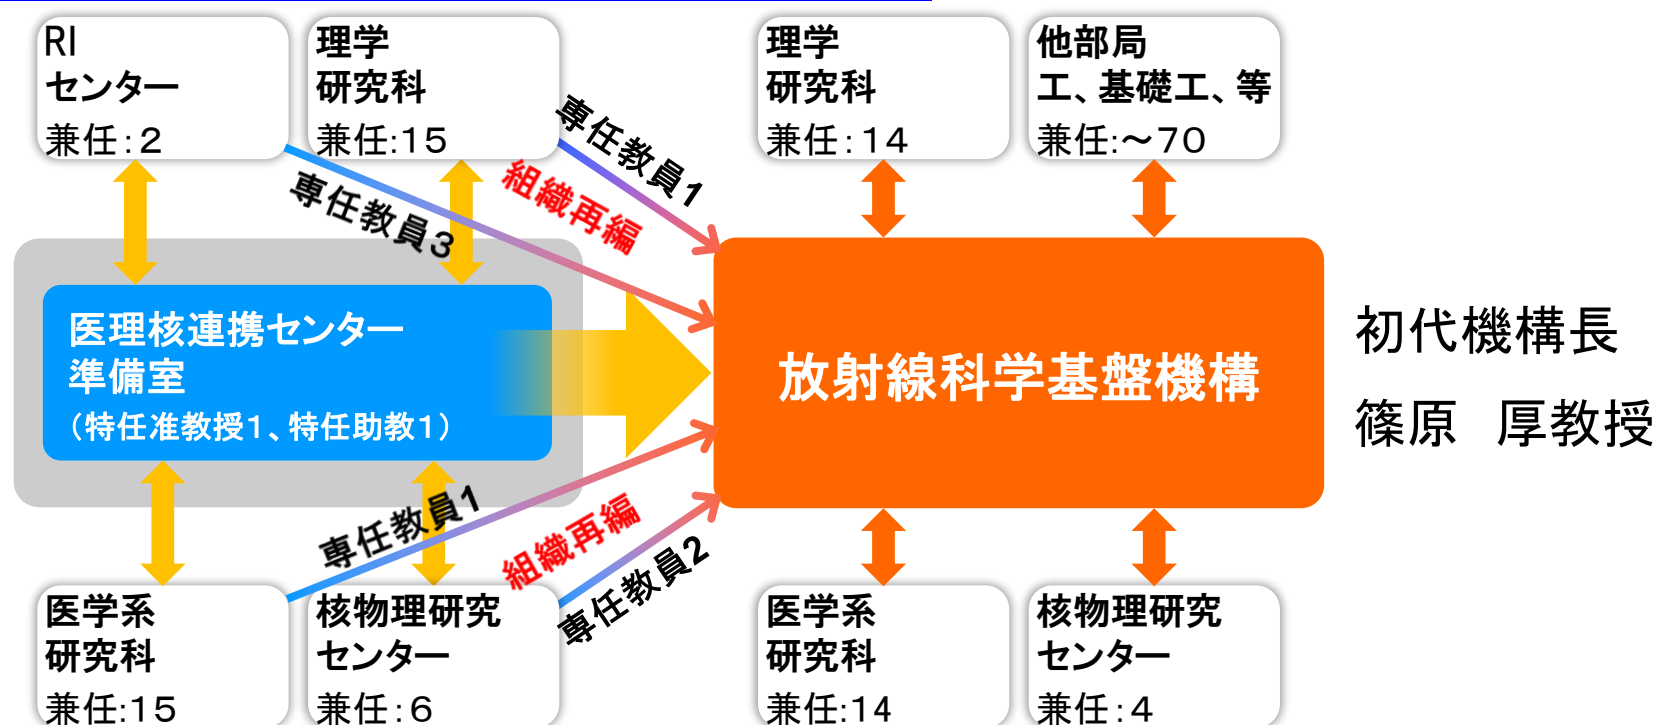 RI
センター
兼任：2
理学
研究科
兼任：15
理学
研究科
兼任：14
他部局
工、基礎工、等
兼任：～70
専任教員1
組織再編
専任教員3
医理核連携センター
準備室
（特任准教授1、特任助教1）
放射線科学基盤機構
初代機構長
篠原　厚教授
専任教員1
組織再編
専任教員2
医学系
研究科
兼任：15
核物理研究
センター
兼任：6
医学系
研究科
兼任：14
核物理研究
センター
兼任：4